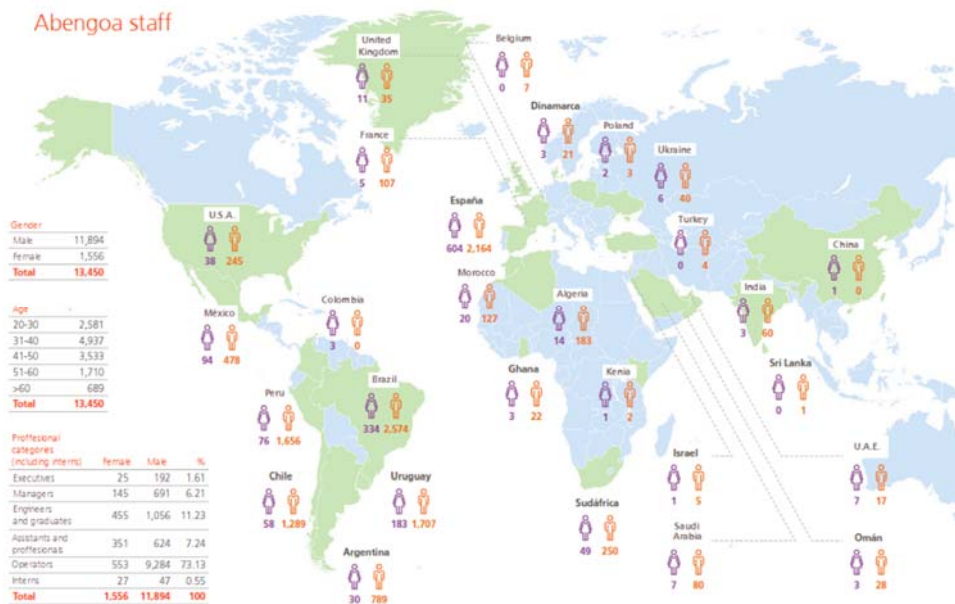 Abengoa staff
United
Kingdom
11 35
Belgium
0 7
Dinamarca
3 21
Poland
2 3
Ukraine
6 40
France
5 107
España
604 2,164
Turkey
0 4
China
1 0
U.S.A.
38 245
Morocco
20 127
Algeria
14 183
India
3 60
México
94 478
Colombia
3 0
Ghana
3 22
Kenia
1 2
Sri Lanka
0 1
Peru
76 1,656
Brazil
334 2,574
Israel
1 5
U.A.E.
7 17
Chile
58 1,289
Uruguay
183 1,707
Sudáfrica
49 250
Saudi
Arabia
7 80
Omán
3 28
Argentina
30 789
Gender
Male 11,894
Female 1,556
Total 13,450
Age -
20-30 2,581
31-40 4,937
41-50 3,533
51-60 1,710
>60 689
Total 13,450
Proffesional
categories
(including interns) Female Male %
Executives 25 192 1.61
Managers 145 691 6.21
Engineers
and graduates 455 1,056 11.23
Assistants and
proffesionals 351 624 7.24
Operators 553 9,284 73.13
Interns 27 47 0.55
Total 1,556 11,894 100